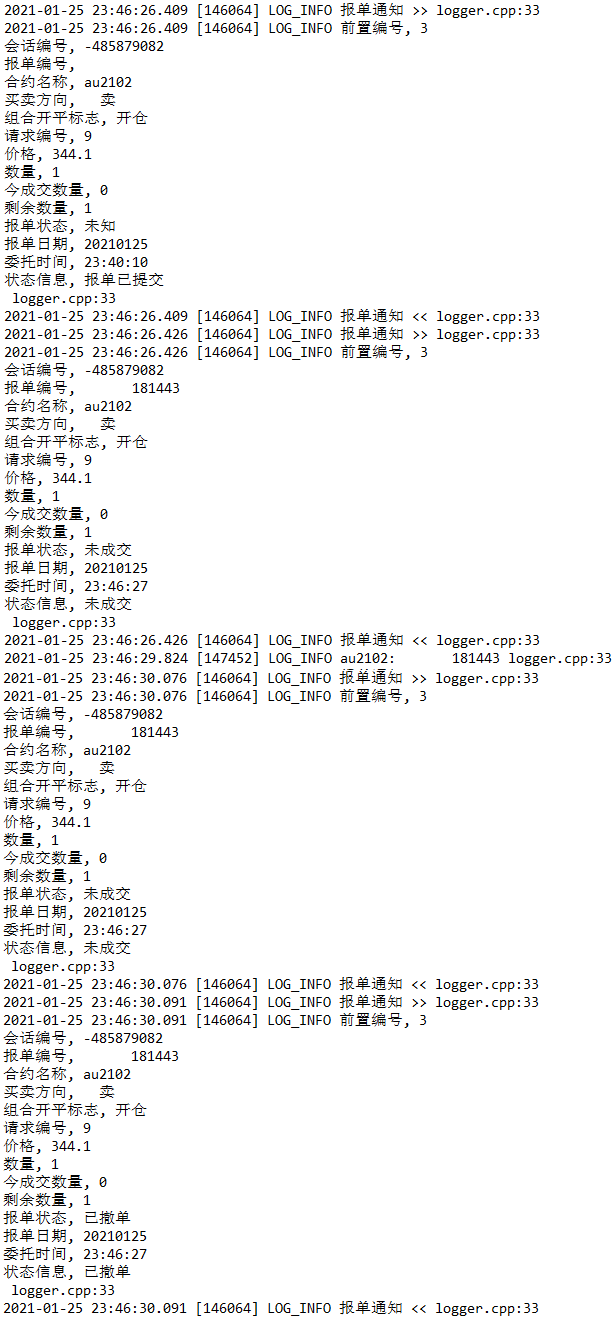 2021-01-25 23:46:26.409 [146064] LOG_INFO 报单通知 >> logger.cpp:33
2021-01-25 23:46:26.409 [146064] LOG_INFO 前置编号, 3
会话编号, -485879082
报单编号,
合约名称, au2102
买卖方向,   卖
组合开平标志, 开仓
请求编号, 9
价格, 344.1
数量, 1
今成交数量, 0
剩余数量, 1
报单状态, 未知
报单日期, 20210125
委托时间, 23:40:10
状态信息, 报单已提交
 logger.cpp:33
2021-01-25 23:46:26.409 [146064] LOG_INFO 报单通知 << logger.cpp:33
2021-01-25 23:46:26.426 [146064] LOG_INFO 报单通知 >> logger.cpp:33
2021-01-25 23:46:26.426 [146064] LOG_INFO 前置编号, 3
会话编号, -485879082
报单编号,       181443
合约名称, au2102
买卖方向,   卖
组合开平标志, 开仓
请求编号, 9
价格, 344.1
数量, 1
今成交数量, 0
剩余数量, 1
报单状态, 未成交
报单日期, 20210125
委托时间, 23:46:27
状态信息, 未成交
 logger.cpp:33
2021-01-25 23:46:26.426 [146064] LOG_INFO 报单通知 << logger.cpp:33
2021-01-25 23:46:29.824 [147452] LOG_INFO au2102:       181443 logger.cpp:33
2021-01-25 23:46:30.076 [146064] LOG_INFO 报单通知 >> logger.cpp:33
2021-01-25 23:46:30.076 [146064] LOG_INFO 前置编号, 3
会话编号, -485879082
报单编号,       181443
合约名称, au2102
买卖方向,   卖
组合开平标志, 开仓
请求编号, 9
价格, 344.1
数量, 1
今成交数量, 0
剩余数量, 1
报单状态, 未成交
报单日期, 20210125
委托时间, 23:46:27
状态信息, 未成交
 logger.cpp:33
2021-01-25 23:46:30.076 [146064] LOG_INFO 报单通知 << logger.cpp:33
2021-01-25 23:46:30.091 [146064] LOG_INFO 报单通知 >> logger.cpp:33
2021-01-25 23:46:30.091 [146064] LOG_INFO 前置编号, 3
会话编号, -485879082
报单编号,       181443
合约名称, au2102
买卖方向,   卖
组合开平标志, 开仓
请求编号, 9
价格, 344.1
数量, 1
今成交数量, 0
剩余数量, 1
报单状态, 已撤单
报单日期, 20210125
委托时间, 23:46:27
状态信息, 已撤单
 logger.cpp:33
2021-01-25 23:46:30.091 [146064] LOG_INFO 报单通知 << logger.cpp:33